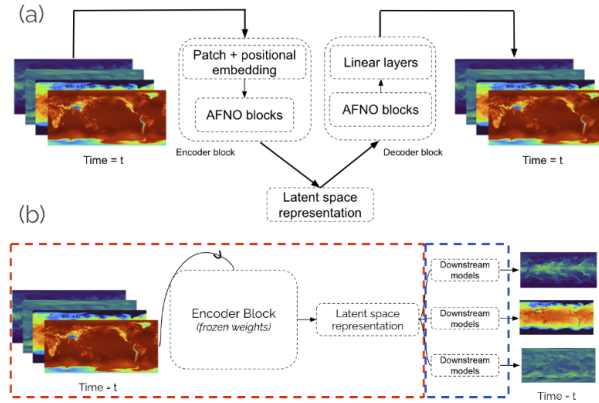 (a)
Patch + positional
embedding
AFNO blocks
Encoder block
Linear layers
AFNO blocks
Decoder block
Time = t
Time = t
Latent space
representation
(b)
Encoder Block
(frozen weights)
Latent space
representation
Downstream
models
Downstream
models
Downstream
models
Time - t
Time - t